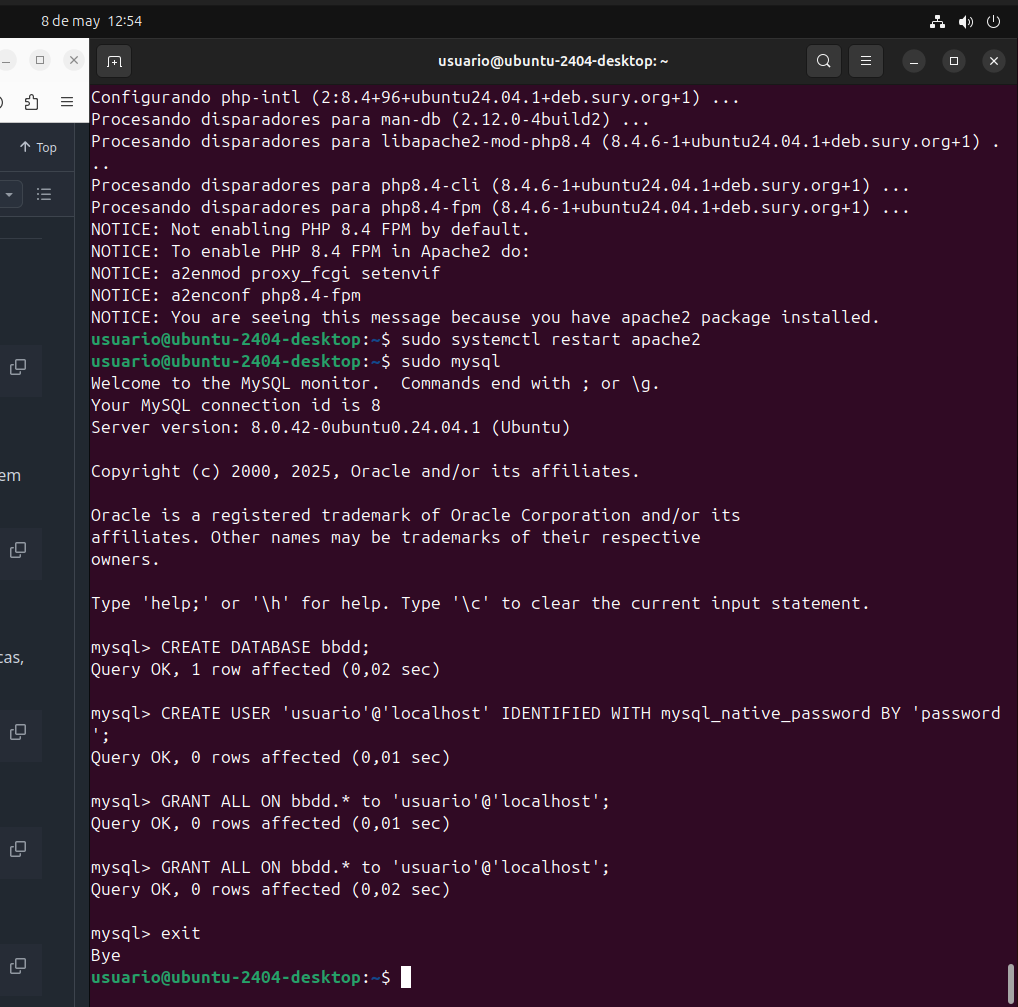 8 de may 12:54
usuario@ubuntu-2404-desktop: ~
Top
em
cas,
Configurando php-intl (2:8.4+96+ubuntu24.04.1+deb.sury.org+1) ...
Procesando disparadores para man-db (2.12.0-4build2) ...
Procesando disparadores para libapache2-mod-php8.4 (8.4.6-1+ubuntu24.04.1+deb.sury.org+1) .
..
Procesando disparadores para php8.4-cli (8.4.6-1+ubuntu24.04.1+deb.sury.org+1) ...
Procesando disparadores para php8.4-fpm (8.4.6-1+ubuntu24.04.1+deb.sury.org+1) ...
NOTICE: Not enabling PHP 8.4 FPM by default.
NOTICE: To enable PHP 8.4 FPM in Apache2 do:
NOTICE: a2enmod proxy_fcgi setenvif
NOTICE: a2enconf php8.4-fpm
NOTICE: You are seeing this message because you have apache2 package installed.
usuario@ubuntu-2404-desktop:~$ sudo systemctl restart apache2
usuario@ubuntu-2404-desktop:~$ sudo mysql
Welcome to the MySQL monitor.  Commands end with ; or \g.
Your MySQL connection id is 8
Server version: 8.0.42-0ubuntu0.24.04.1 (Ubuntu)
Copyright (c) 2000, 2025, Oracle and/or its affiliates.
Oracle is a registered trademark of Oracle Corporation and/or its
affiliates. Other names may be trademarks of their respective
owners.
Type 'help;' or '\h' for help. Type '\c' to clear the current input statement.
mysql> CREATE DATABASE bbdd;
Query OK, 1 row affected (0,02 sec)
mysql> CREATE USER 'usuario'@'localhost' IDENTIFIED WITH mysql_native_password BY 'password
';
Query OK, 0 rows affected (0,01 sec)
mysql> GRANT ALL ON bbdd.* to 'usuario'@'localhost';
Query OK, 0 rows affected (0,01 sec)
mysql> GRANT ALL ON bbdd.* to 'usuario'@'localhost';
Query OK, 0 rows affected (0,02 sec)
mysql> exit
Bye
usuario@ubuntu-2404-desktop:~$